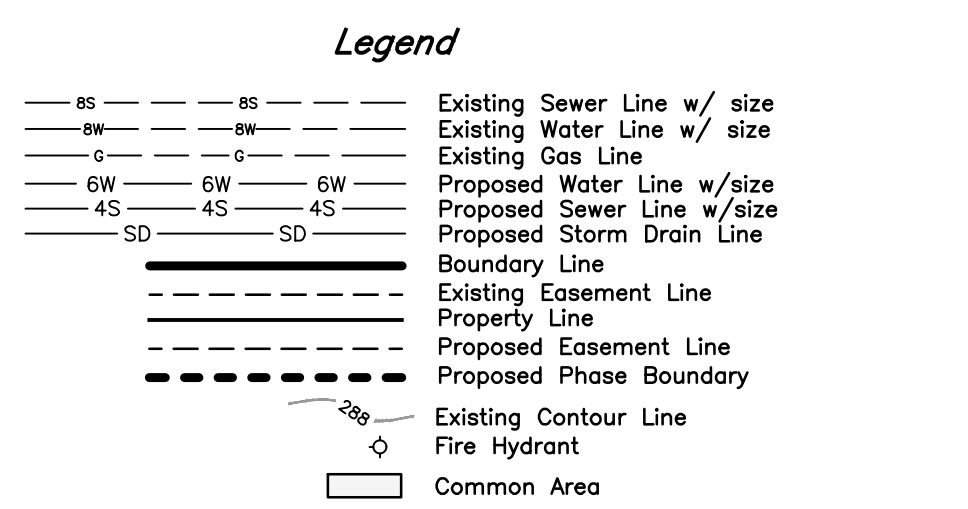 Legend
8S 8S Existing Sewer Line w/ size
8W 8W Existing Water Line w/ size
G G Existing Gas Line
6W 6W 6W Proposed Water Line w/size
4S 4S 4S Proposed Sewer Line w/size
SD SD Proposed Storm Drain Line
Boundary Line
Existing Easement Line
Property Line
Proposed Easement Line
Proposed Phase Boundary
288 Existing Contour Line
Fire Hydrant
Common Area